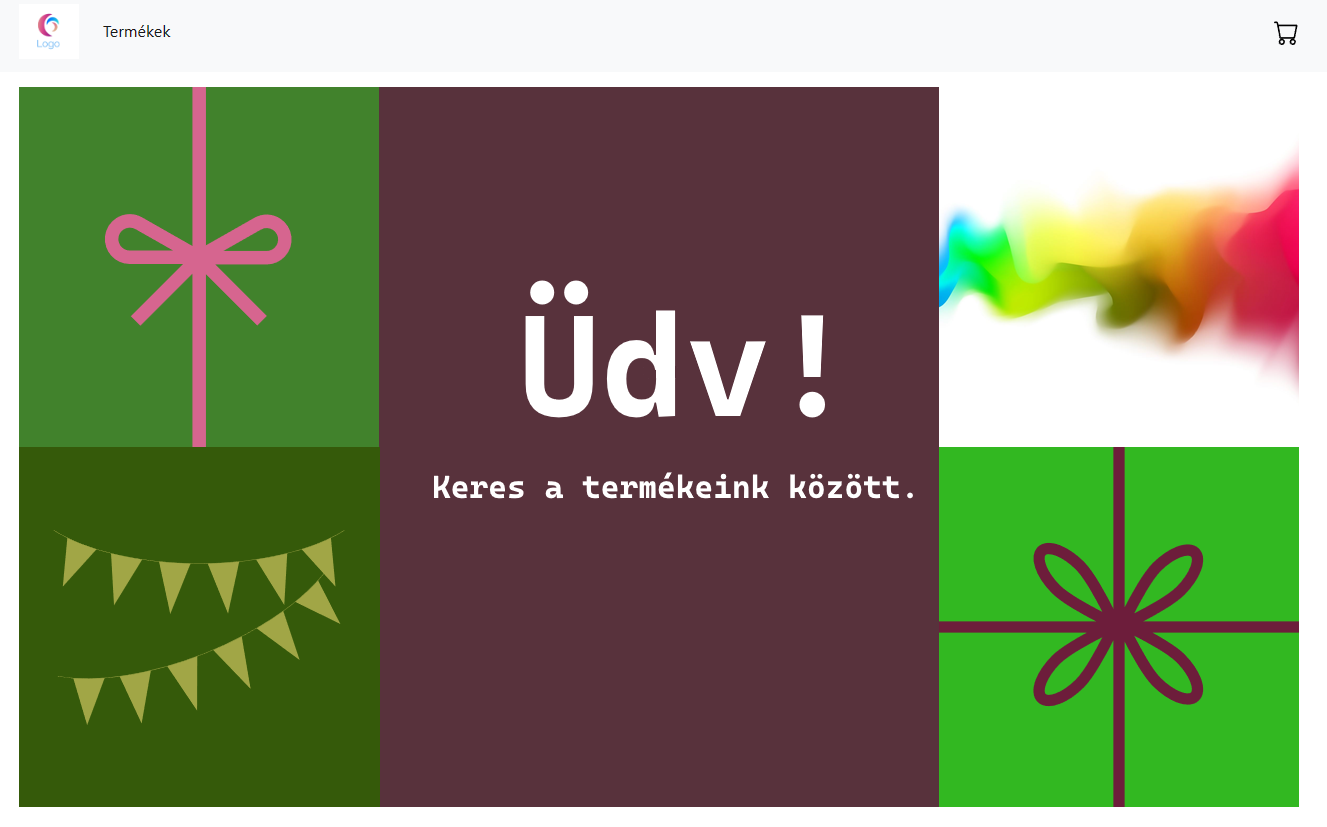 Logo
Termékek
Üdv!
Keres a termékeink között.